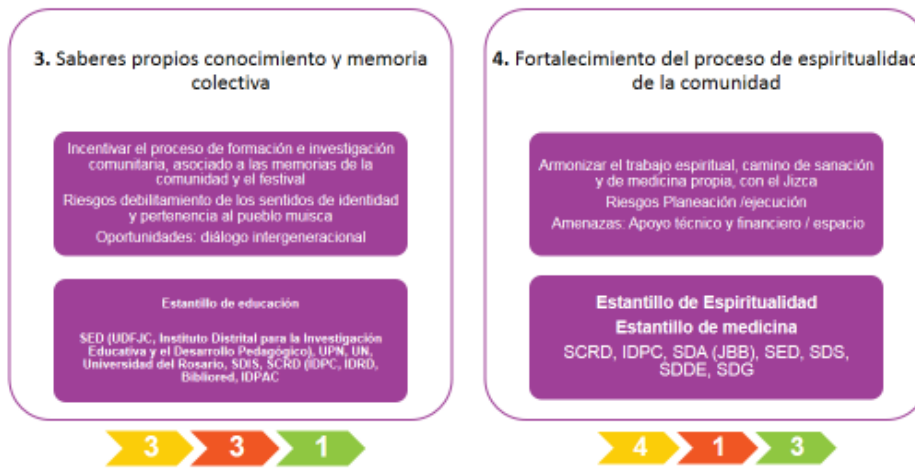 3. Saberes propios conocimiento y memoria
colectiva
Incentivar el proceso de formación e investigación
comunitaria, asociado a las memorias de la
comunidad y el festival
Riesgos debilitamiento de los sentidos de identidad
y pertenencia al pueblo muisca
Oportunidades: diálogo intergeneracional
Estantillo de educación
SED (UDFJC, Instituto Distrital para la Investigación
Educativa y el Desarrollo Pedagógico), UPN, UN,
Universidad del Rosario, SDIS, SCRD (IDPC, IDRD,
Bibliored, IDPAC
3 3 1
4. Fortalecimiento del proceso de espiritualidad
de la comunidad
Armonizar el trabajo espiritual, camino de sanación
y de medicina propia, con el Jizca
Riesgos Planeación /ejecución
Amenazas: Apoyo técnico y financiero / espacio
Estantillo de Espiritualidad
Estantillo de medicina
SCRD, IDPC, SDA (JBB), SED, SDS,
SDDE, SDG
4 1 3